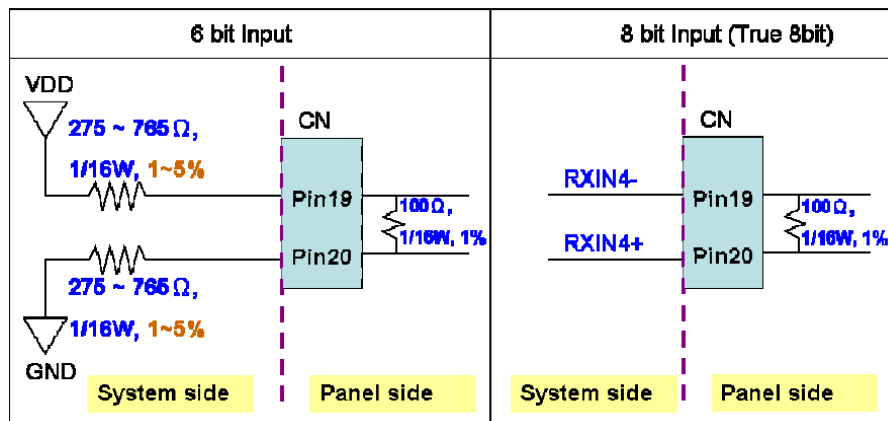 6 bit Input
8 bit Input (True 8bit)
VDD
275 ~ 765 Ω,
1/16W, 1~5%
CN
Pin19
100Ω,
1/16W, 1%
Pin20
275 ~ 765 Ω,
1/16W, 1~5%
GND
System side
Panel side
CN
RXIN4-
Pin19
100Ω,
1/16W, 1%
RXIN4+
Pin20
System side
Panel side